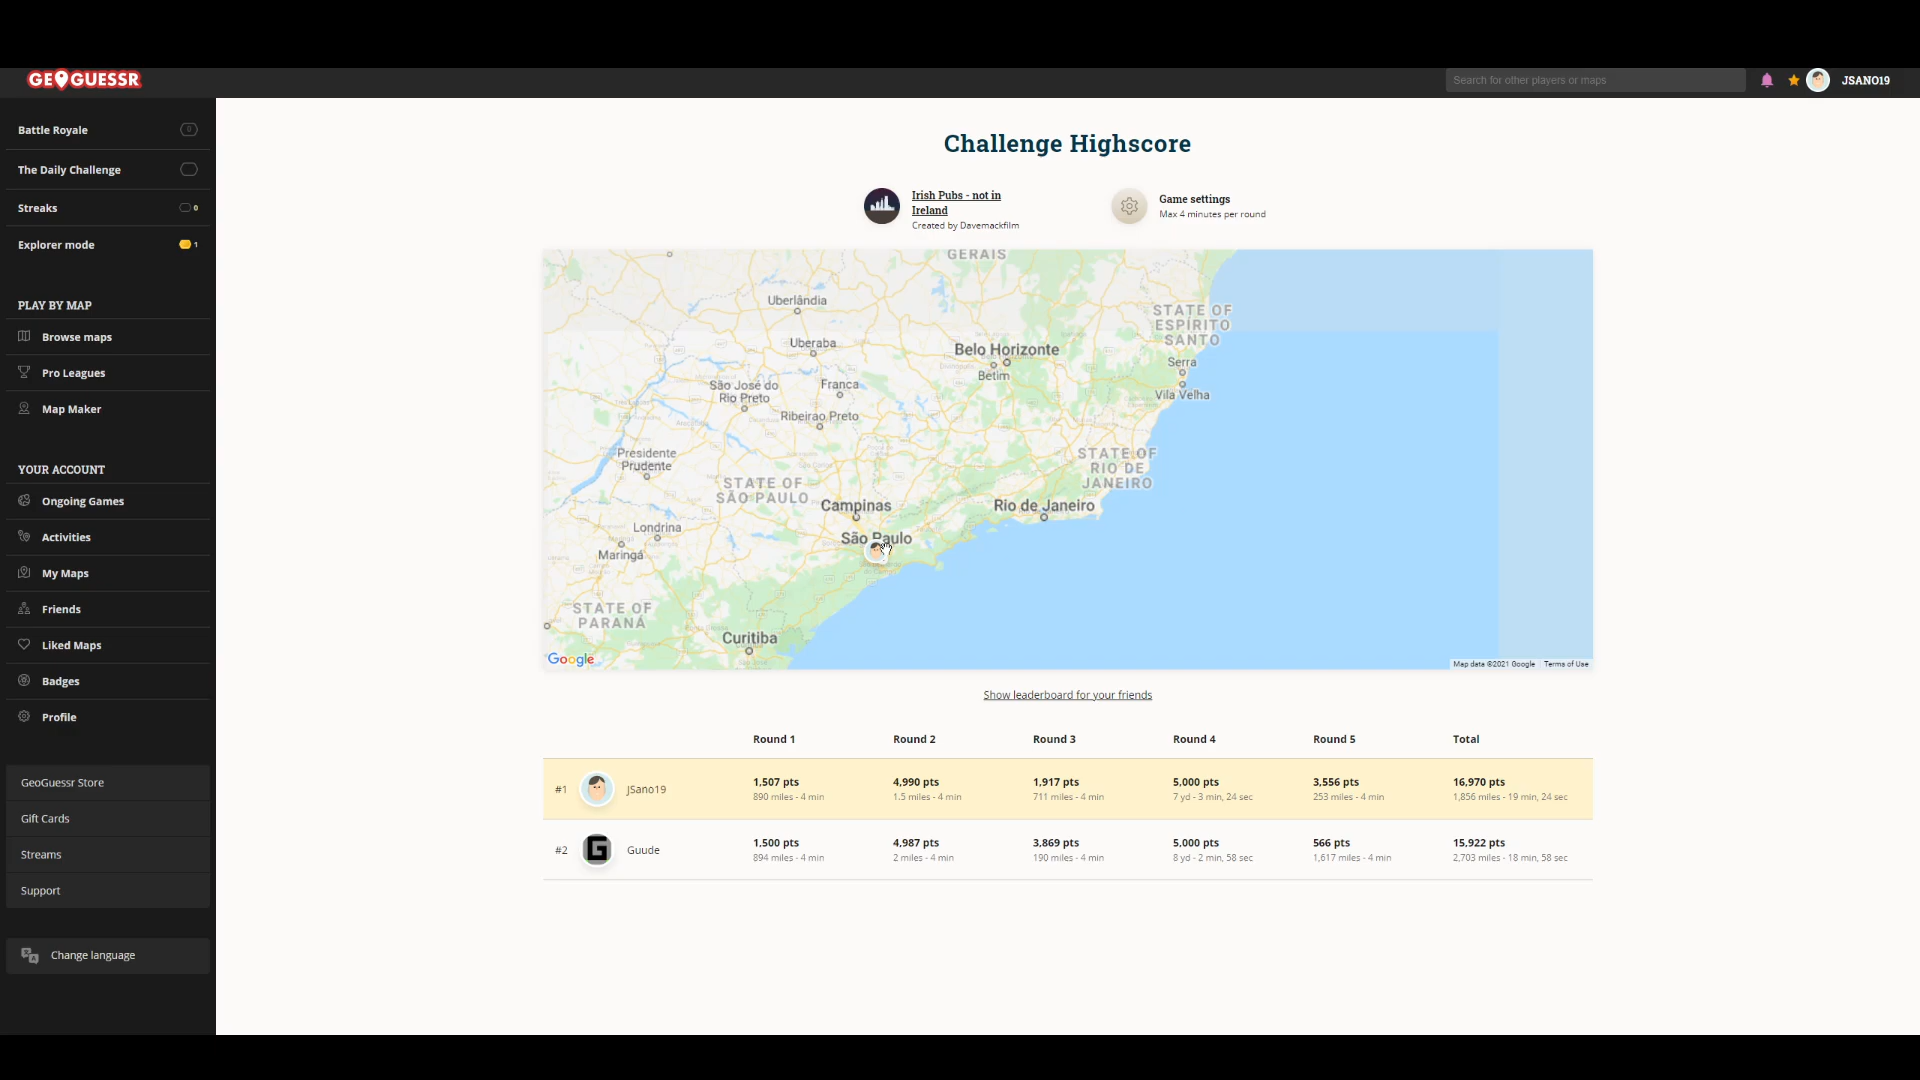 GEOGUESSR
Search for other players or maps
JSANO19
Battle Royale
0
The Daily Challenge
Streaks
0
Explorer mode
1
PLAY BY MAP
Browse maps
Pro Leagues
Map Maker
YOUR ACCOUNT
Ongoing Games
Activities
My Maps
Friends
Liked Maps
Badges
Profile
GeoGuessr Store
Gift Cards
Streams
Support
Change language
Challenge Highscore
Irish Pubs - not in
Ireland
Created by Davemackfilm
Game settings
Max 4 minutes per round
GERAIS
Uberlândia
STATE OF
ESPÍRITO
SANTO
Uberaba
Belo Horizonte
Betim
Serra
Vila Velha
São José do
Rio Preto
Franca
Ribeirao Preto
Presidente
Prudente
STATE OF
RIO DE
JANEIRO
STATE OF
SÃO PAULO
Campinas
Rio de Janeiro
Londrina
São Paulo
Maringá
STATE OF
PARANÁ
Curitiba
Google
Map data ©2021 Google
Terms of Use
Show leaderboard for your friends
Round 1 Round 2 Round 3 Round 4 Round 5 Total
#1 JSano19 1,507 pts 4,990 pts 1,917 pts 5,000 pts 3,556 pts 16,970 pts
890 miles - 4 min 1.5 miles - 4 min 711 miles - 4 min 7 yd - 3 min, 24 sec 253 miles - 4 min 1,856 miles - 19 min, 24 sec
#2 Guude 1,500 pts 4,987 pts 3,869 pts 5,000 pts 566 pts 15,922 pts
894 miles - 4 min 2 miles - 4 min 190 miles - 4 min 8 yd - 2 min, 58 sec 1,617 miles - 4 min 2,703 miles - 18 min, 58 sec